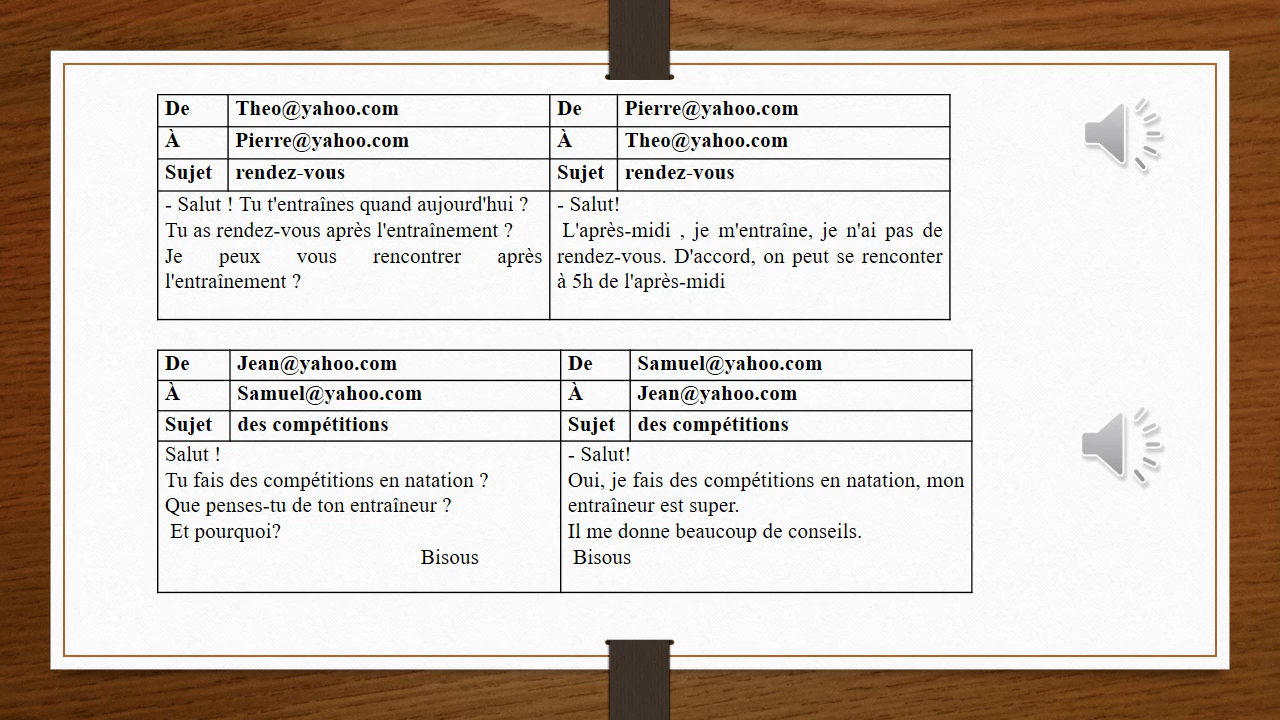 De Theo@yahoo.com
À Pierre@yahoo.com
Sujet rendez-vous
- Salut ! Tu t'entraînes quand aujourd'hui ?
Tu as rendez-vous après l'entraînement ?
Je peux vous rencontrer après
l'entraînement ?
De Pierre@yahoo.com
À Theo@yahoo.com
Sujet rendez-vous
- Salut!
L'après-midi , je m'entraîne, je n'ai pas de
rendez-vous. D'accord, on peut se renconter
à 5h de l'après-midi
De Jean@yahoo.com
À Samuel@yahoo.com
Sujet des compétitions
Salut !
Tu fais des compétitions en natation ?
Que penses-tu de ton entraîneur ?
Et pourquoi?
Bisous
De Samuel@yahoo.com
À Jean@yahoo.com
Sujet des compétitions
- Salut!
Oui, je fais des compétitions en natation, mon
entraîneur est super.
Il me donne beaucoup de conseils.
Bisous